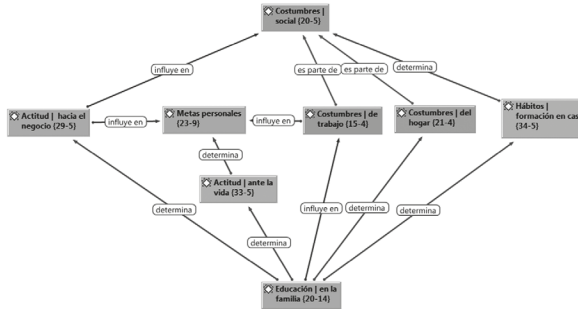 Costumbres |
social (20-5)
influye en
es parte de
es parte de
determina
Actitud | hacia el
negocio (29-5)
influye en
Metas personales
(23-9)
influye en
Costumbres | de
trabajo (15-4)
Costumbres | del
hogar (21-4)
Hábitos |
formación en cas
(34-5)
determina
Actitud | ante la
vida (33-5)
determina
influye en
determina
determina
determina
Educación | en la
familia (20-14)